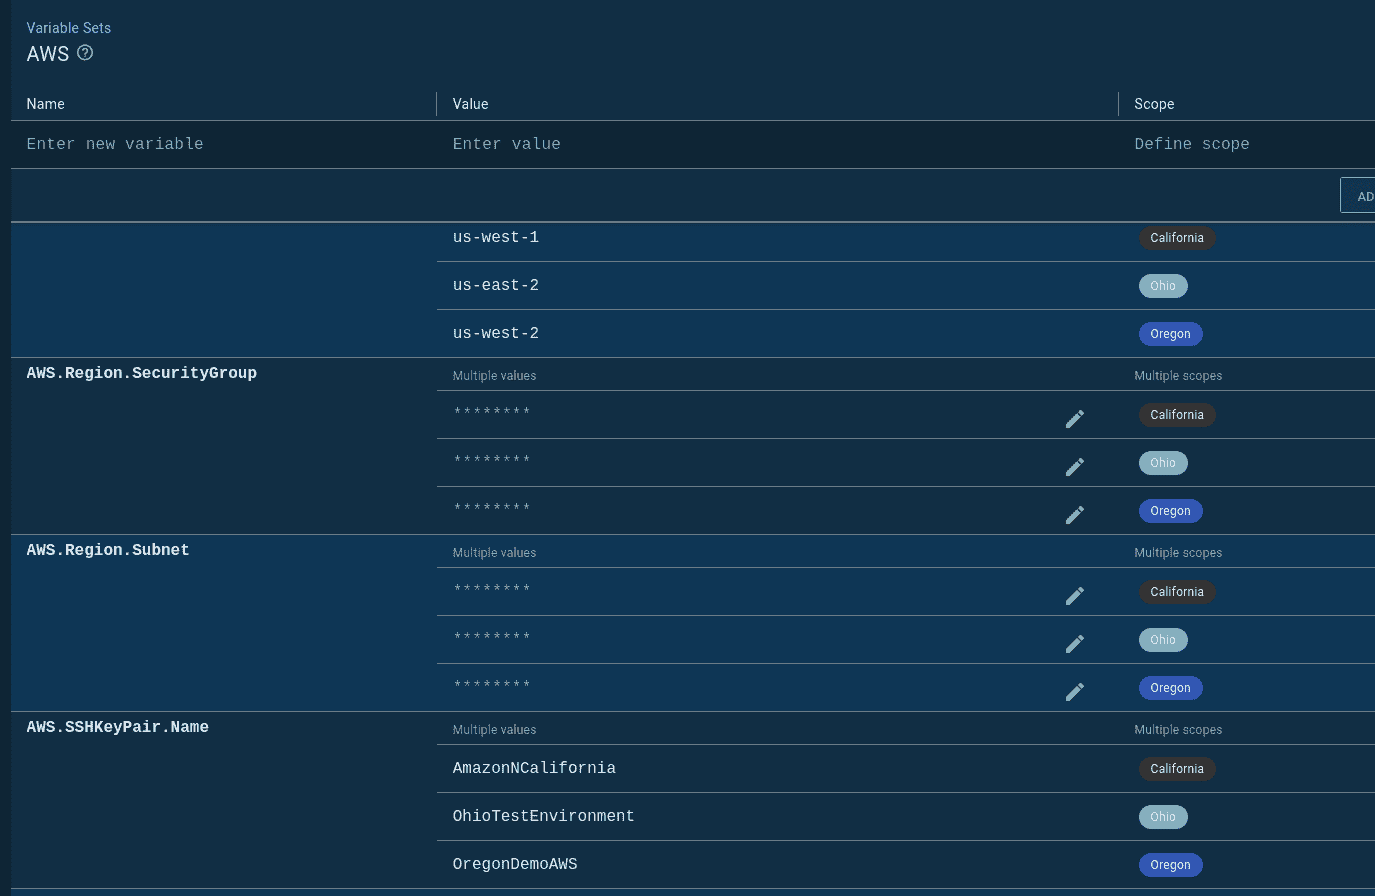 Variable Sets
AWS
Name Value Scope
Enter new variable Enter value Define scope
AD
us-west-1 California
us-east-2 Ohio
us-west-2 Oregon
AWS.Region.SecurityGroup Multiple values Multiple scopes
******** California
******** Ohio
******** Oregon
AWS.Region.Subnet Multiple values Multiple scopes
******** California
******** Ohio
******** Oregon
AWS.SSHKeyPair.Name Multiple values Multiple scopes
AmazonNCalifornia California
OhioTestEnvironment Ohio
OregonDemoAWS Oregon